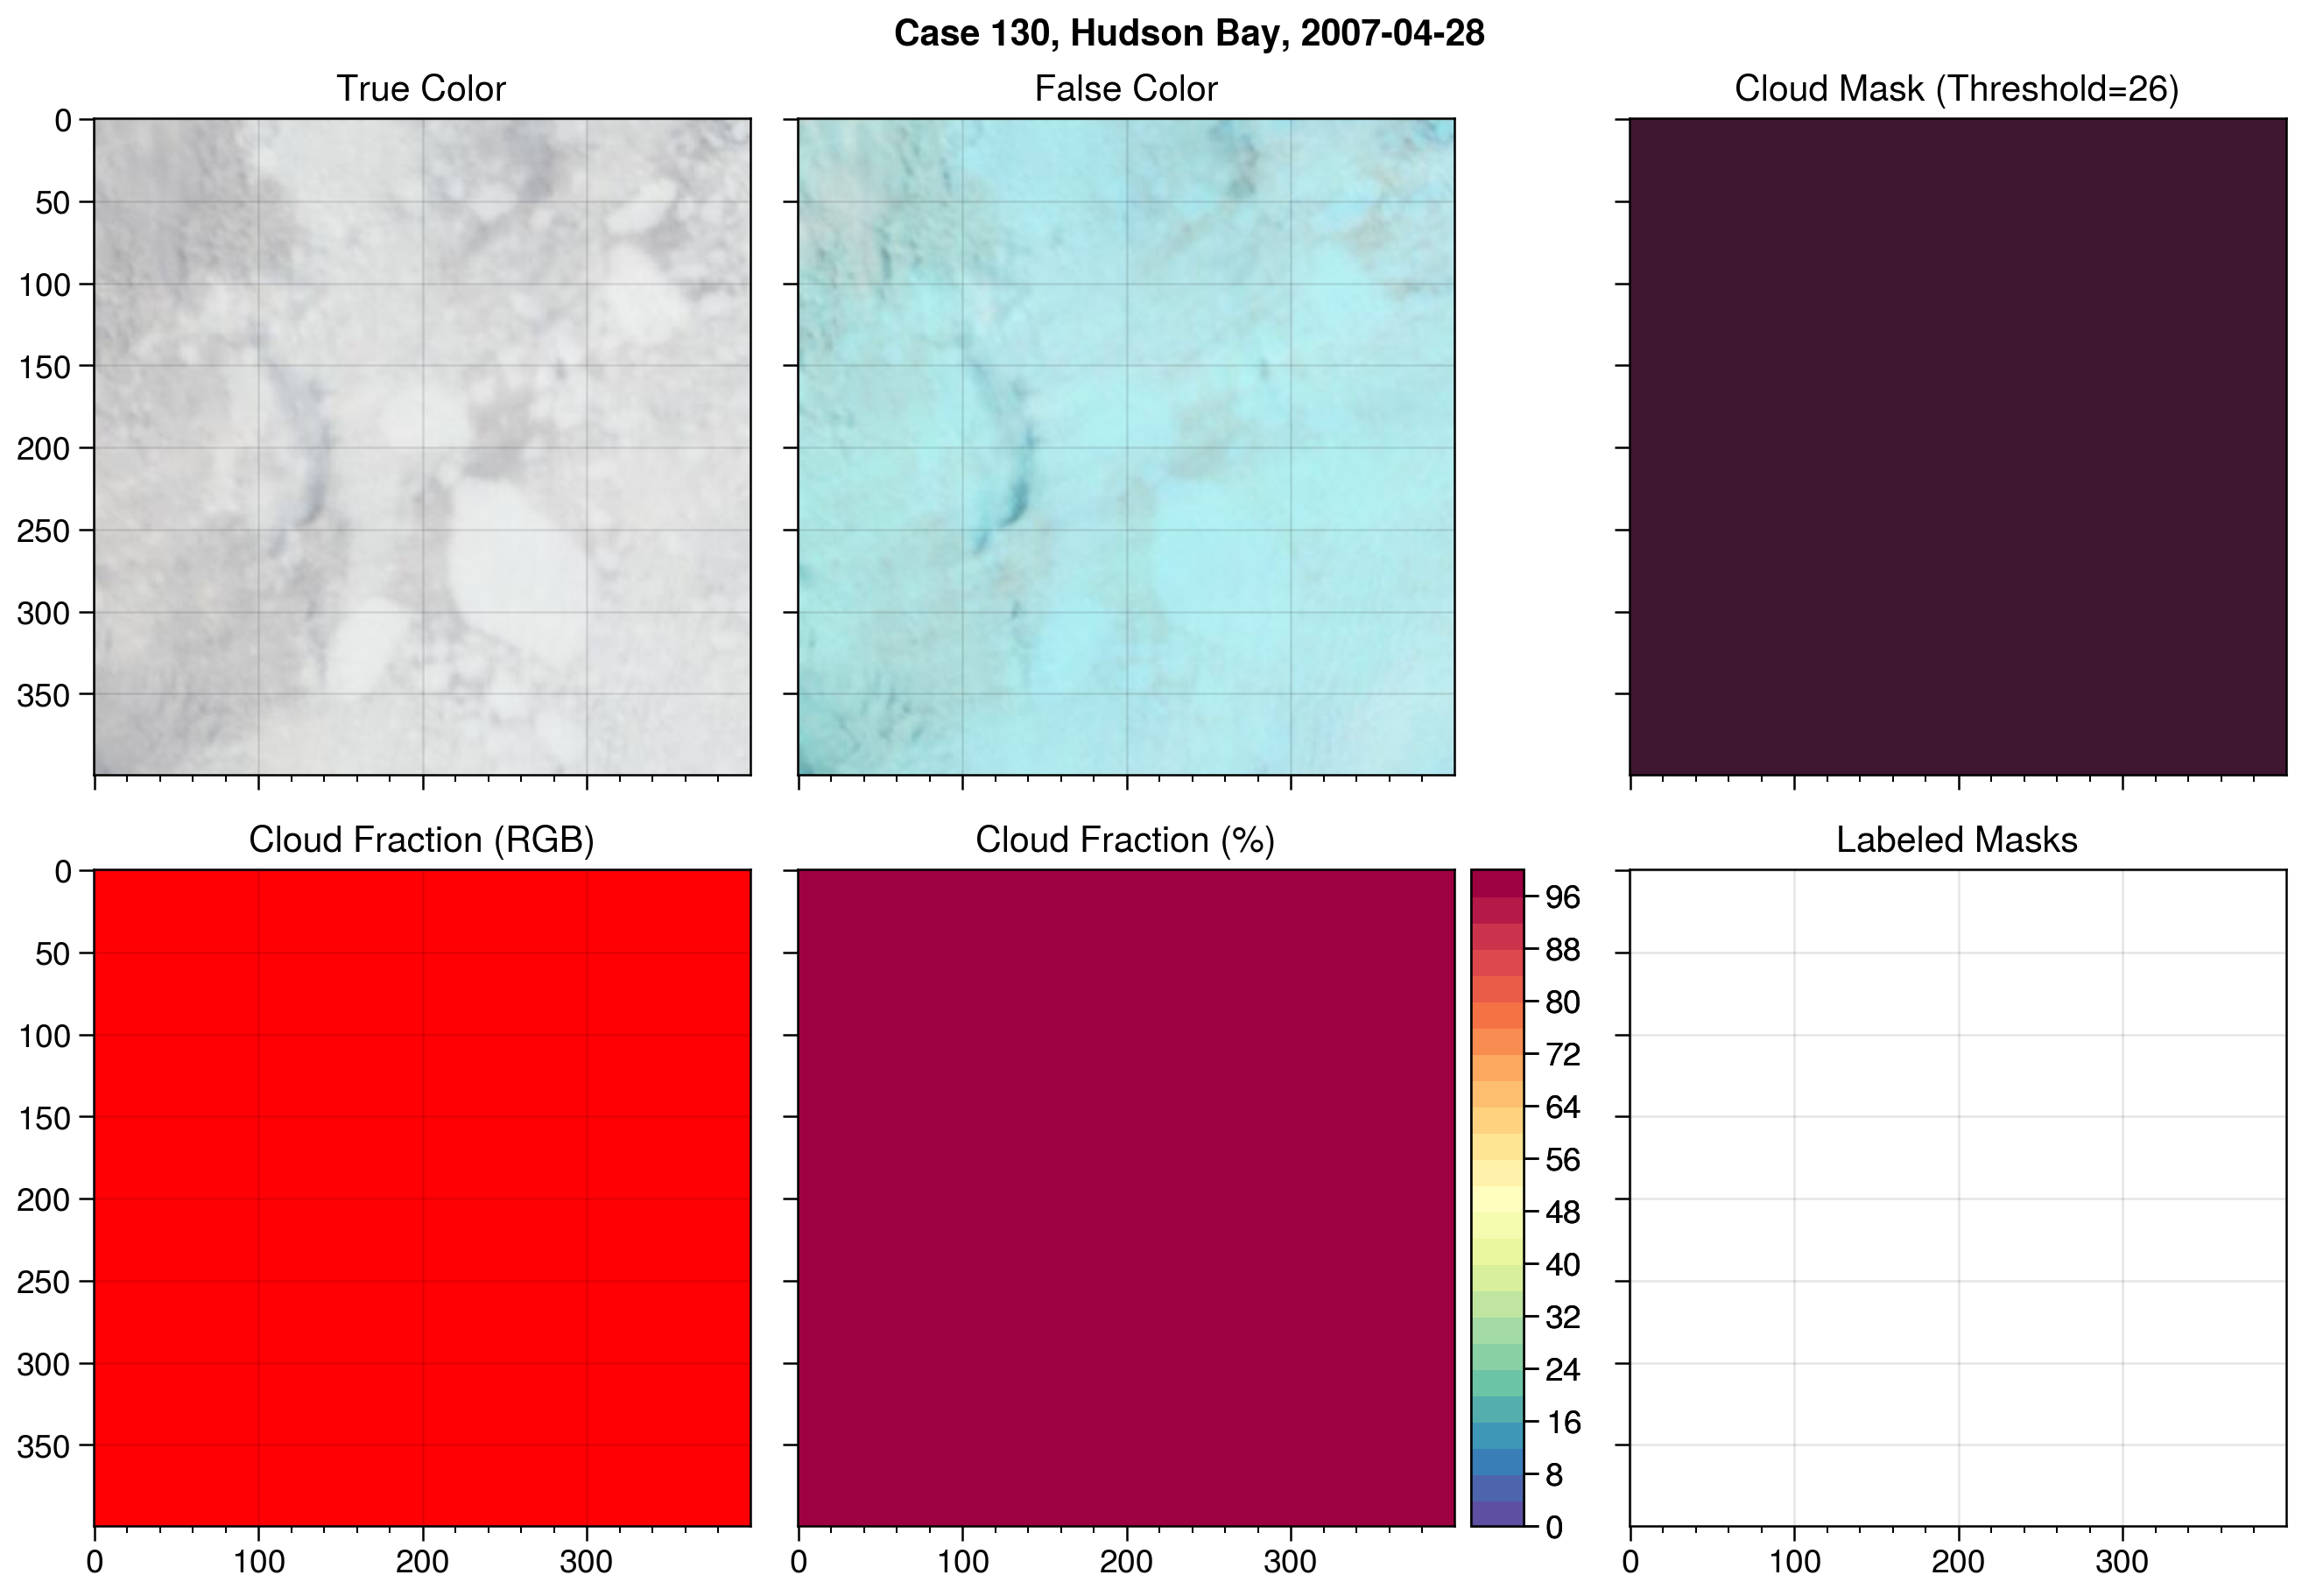 Case 130, Hudson Bay, 2007-04-28
True Color
False Color
Cloud Mask (Threshold=26)
0
50
100
150
200
250
300
350
Cloud Fraction (RGB)
Cloud Fraction (%)
Labeled Masks
0
50
100
150
200
250
300
350
0 100 200 300
0 100 200 300
96
88
80
72
64
56
48
40
32
24
16
8
0
0 100 200 300